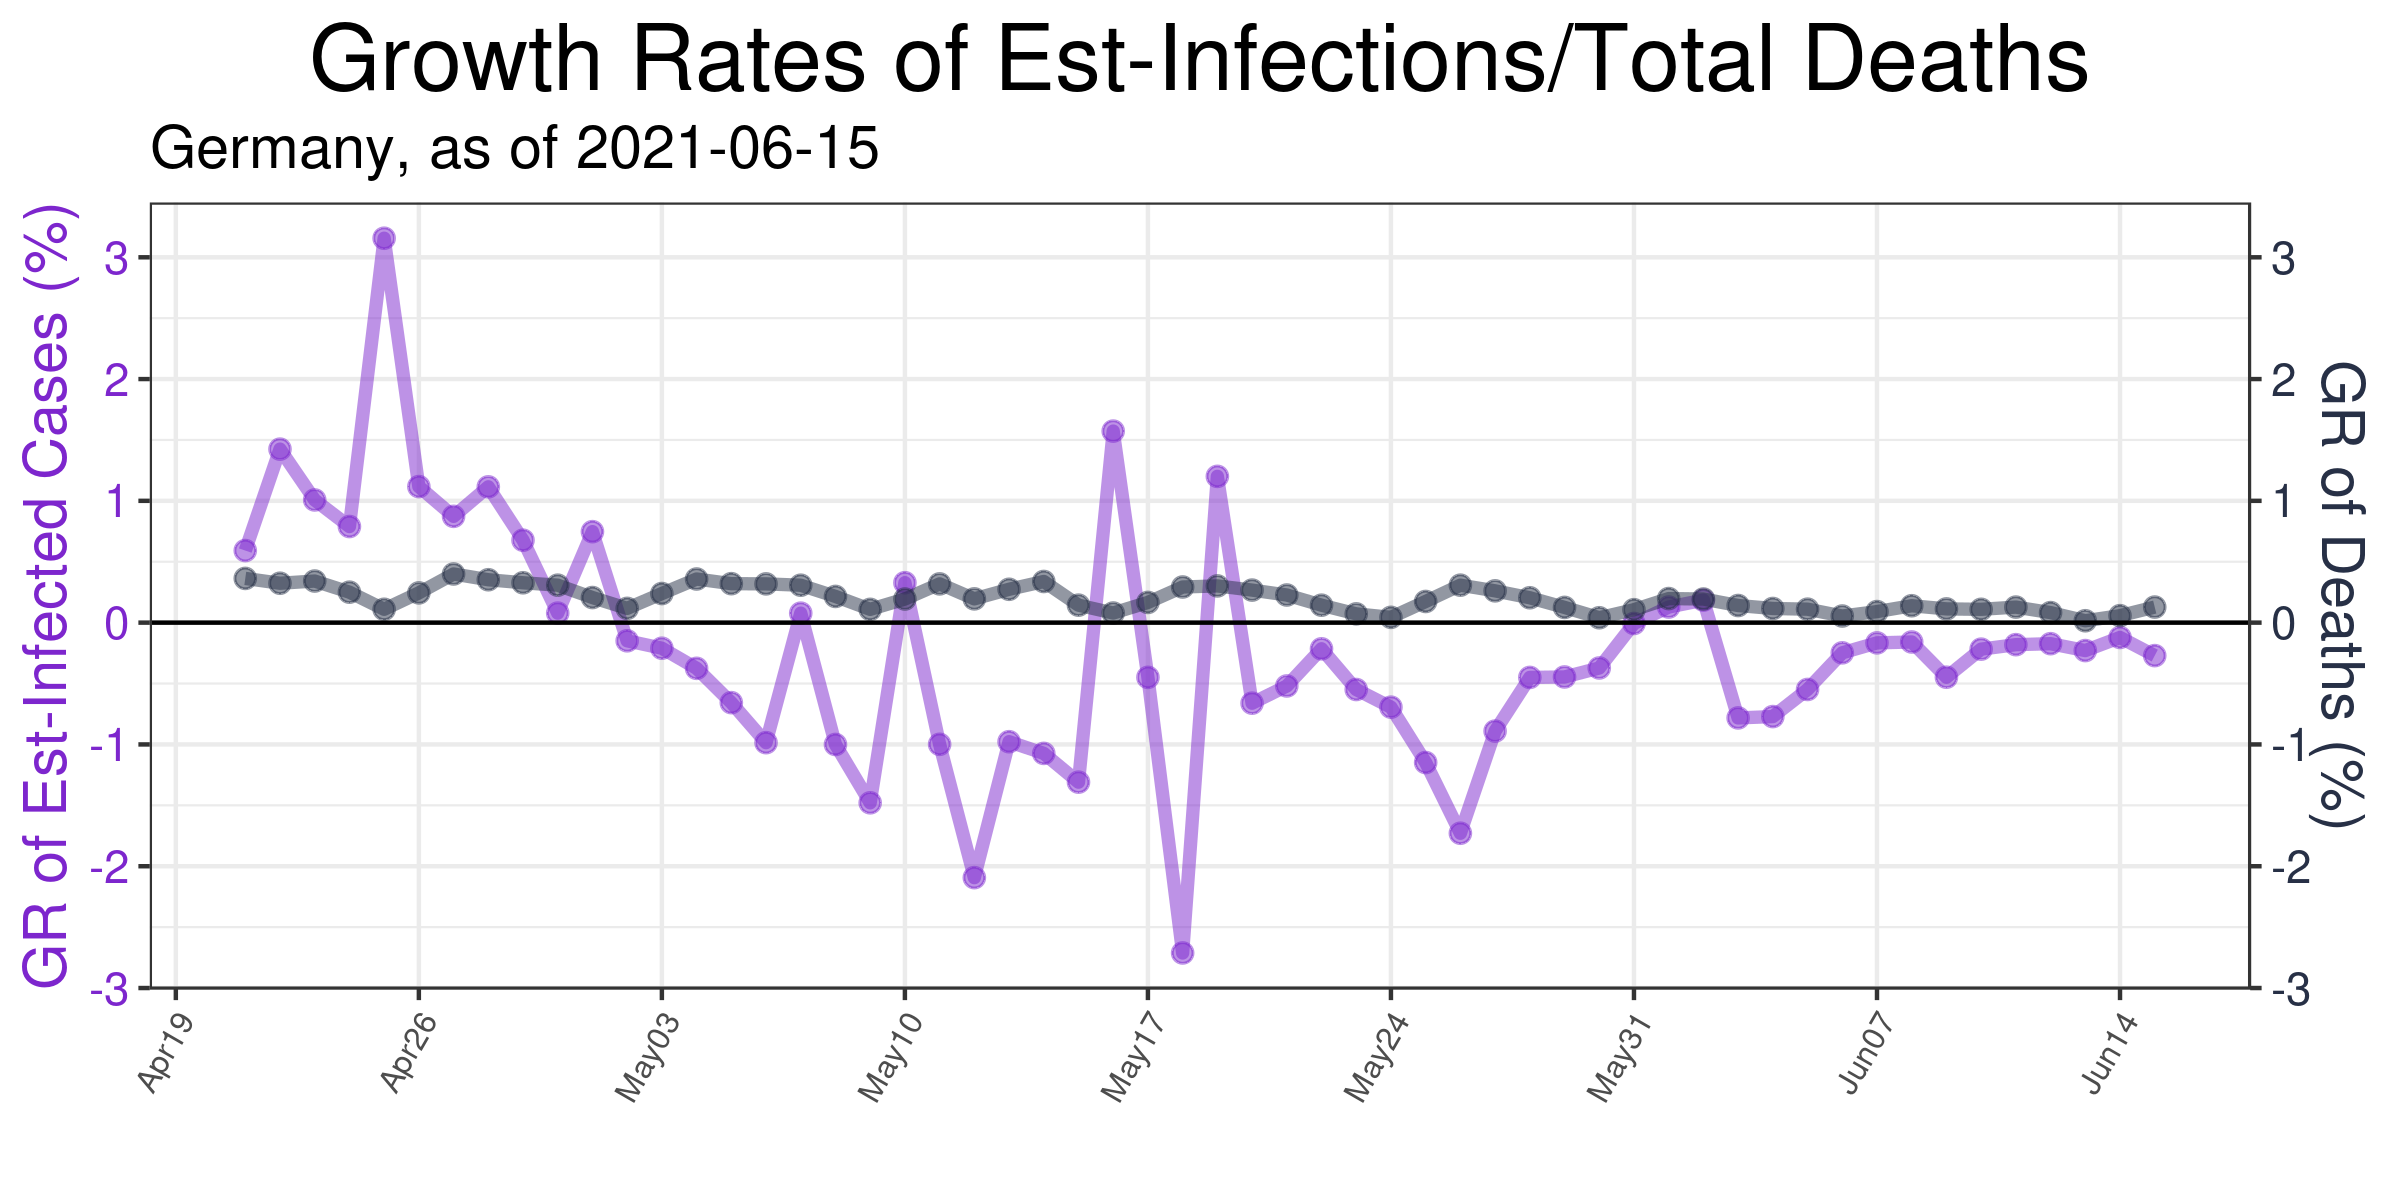 Growth Rates of Est-Infections/Total Deaths
Germany, as of 2021-06-15
GR of Est-Infected Cases (%)
3
2
1
0
-1
-2
-3
3
2
1
0
-1
-2
-3
GR of Deaths (%)
Apr19
Apr26
May03
May10
May17
May24
May31
Jun07
Jun14